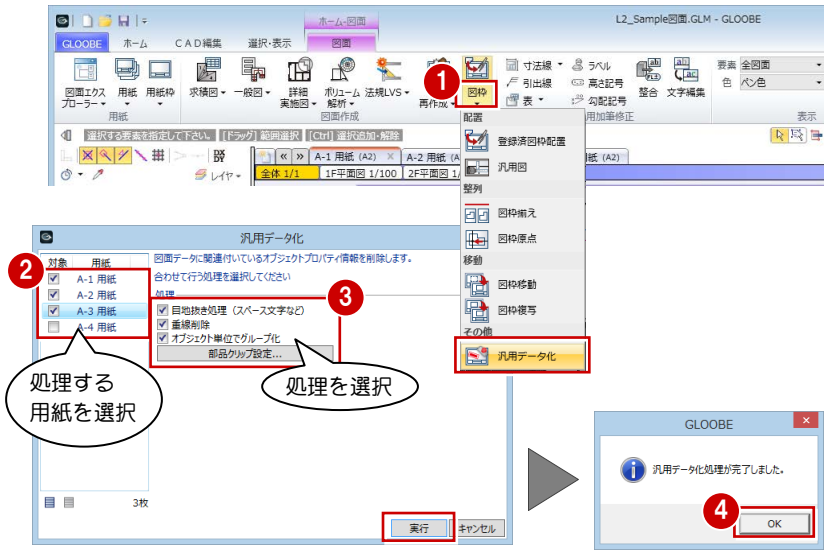 ホーム-図面
L2_Sample図面.GLM - GLOOBE
GLOOBE ホーム CAD編集 選択・表示 図面
図面エクス
プローラー
用紙
用紙枠
求積図
一般図
詳細
実施図
ボリューム
解析
法規LVS
再作成
図枠
寸法線
引出線
表
ラベル
高さ記号
勾配記号
整合
文字編集
要素 全図面
色 ペン色
用紙
図面作成
用加筆修正
表示
選択する要素を指定して下さい。 [ドラッグ] 範囲選択 [Ctrl] 選択追加・解除
レイヤ
A-1 用紙 (A2)
A-2 用紙 (A
紙 (A2)
全体 1/1
1F平面図 1/100
2F平面図 1/
1
配置
登録済図枠配置
汎用図
整列
図枠揃え
図枠原点
移動
図枠移動
図枠複写
その他
汎用データ化
汎用データ化
2
対象 用紙
A-1 用紙
A-2 用紙
A-3 用紙
A-4 用紙
3枚
図面データに関連付いているオブジェクトプロパティ情報を削除します。
合わせて行う処理を選択してください
処理
3
目地抜き処理 (スペース文字など)
重線削除
オブジェクト単位でグループ化
部品クリップ設定...
処理する
用紙を選択
処理を選択
実行
キャンセル
GLOOBE
汎用データ化処理が完了しました。
4
OK